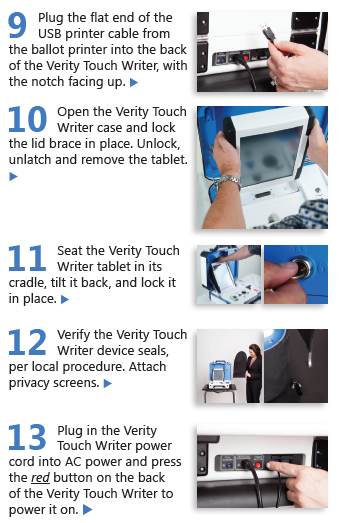 9 Plug the flat end of the
USB printer cable from
the ballot printer into the back
of the Verity Touch Writer, with
the notch facing up. ▶
10 Open the Verity Touch
Writer case and lock
the lid brace in place. Unlock,
unlatch and remove the tablet.
▶
11 Seat the Verity Touch
Writer tablet in its
cradle, tilt it back, and lock it
in place. ▶
12 Verify the Verity Touch
Writer device seals,
per local procedure. Attach
privacy screens. ▶
13 Plug in the Verity
Touch Writer power
cord into AC power and press
the red button on the back
of the Verity Touch Writer to
power it on. ▶